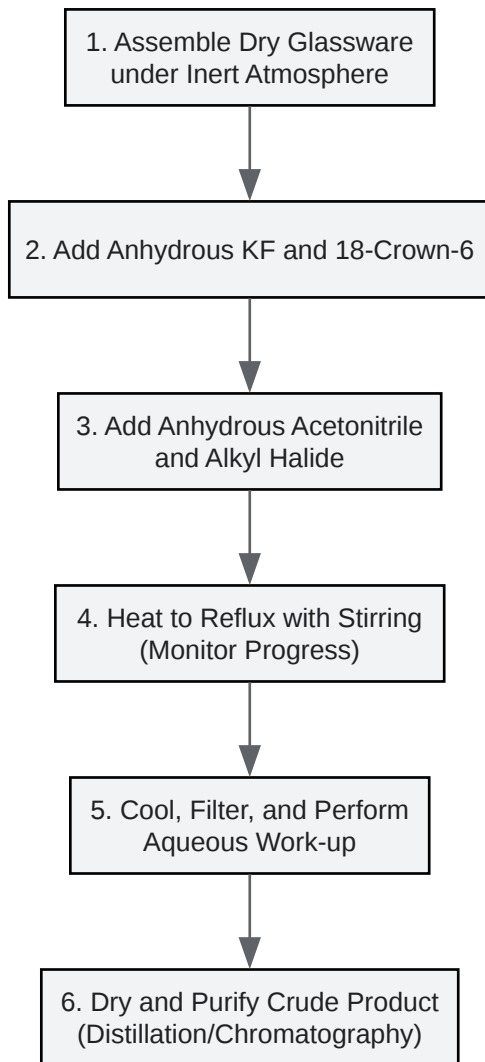 1. Assemble Dry Glassware
under Inert Atmosphere
2. Add Anhydrous KF and 18-Crown-6
3. Add Anhydrous Acetonitrile
and Alkyl Halide
4. Heat to Reflux with Stirring
(Monitor Progress)
5. Cool, Filter, and Perform
Aqueous Work-up
6. Dry and Purify Crude Product
(Distillation/Chromatography)